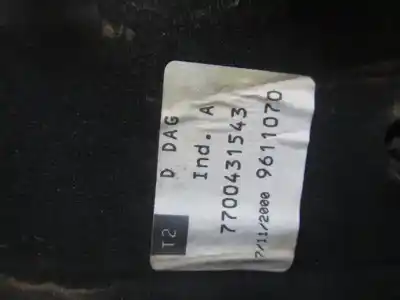 T2 D DAG
Ind. A
7700431543
7/11/2000 9611070